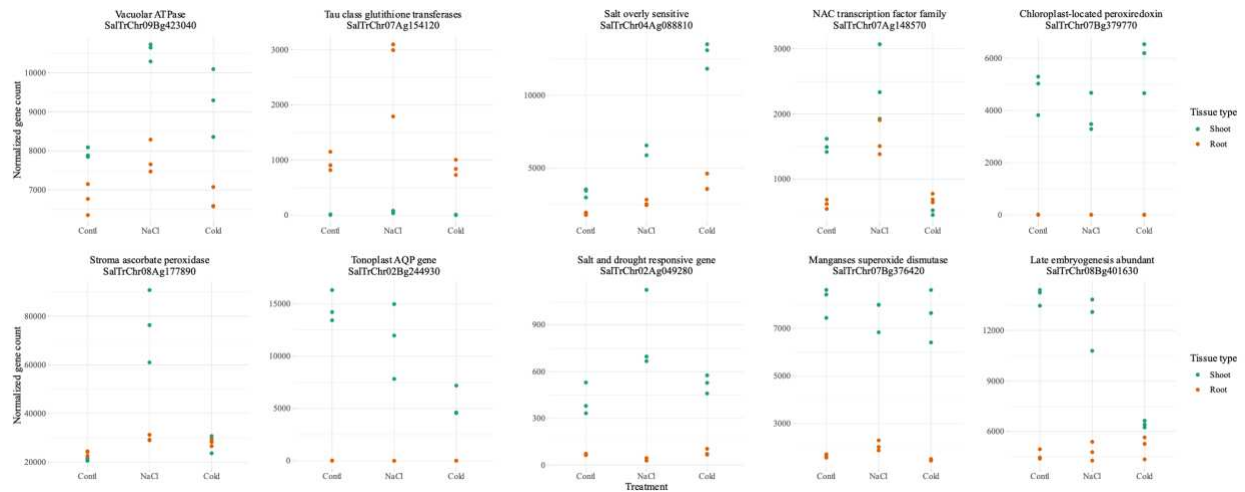 Vacuolar ATPase
SalTrChr09Bg423040
Tau class glutithione transferases
SalTrChr07Ag154120
Salt overly sensitive
SalTrChr04Ag088810
NAC transcription factor family
SalTrChr07Ag148570
Chloroplast-located peroxiredoxin
SalTrChr07Bg379770
Normalized gene count
10000
9000
8000
7000
Contl NaCl Cold
3000
2000
1000
0
Contl NaCl Cold
10000
5000
Contl NaCl Cold
3000
2000
1000
Contl NaCl Cold
6000
4000
2000
0
Contl NaCl Cold
Tissue type
Shoot
Root
Stroma ascorbate peroxidase
SalTrChr08Ag177890
Tonoplast AQP gene
SalTrChr02Bg244930
Salt and drought responsive gene
SalTrChr02Ag049280
Manganses superoxide dismutase
SalTrChr07Bg376420
Late embryogenesis abundant
SalTrChr08Bg401630
Normalized gene count
80000
60000
40000
20000
Contl NaCl Cold
15000
10000
5000
0
Contl NaCl Cold
900
600
300
0
Contl NaCl Cold
7000
5000
3000
Contl NaCl Cold
12000
9000
6000
Contl NaCl Cold
Tissue type
Shoot
Root
Treatment